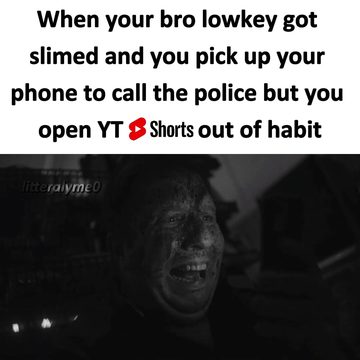 When your bro lowkey got
slimed and you pick up your
phone to call the police but you
open YT Shorts out of habit
litteralyme0